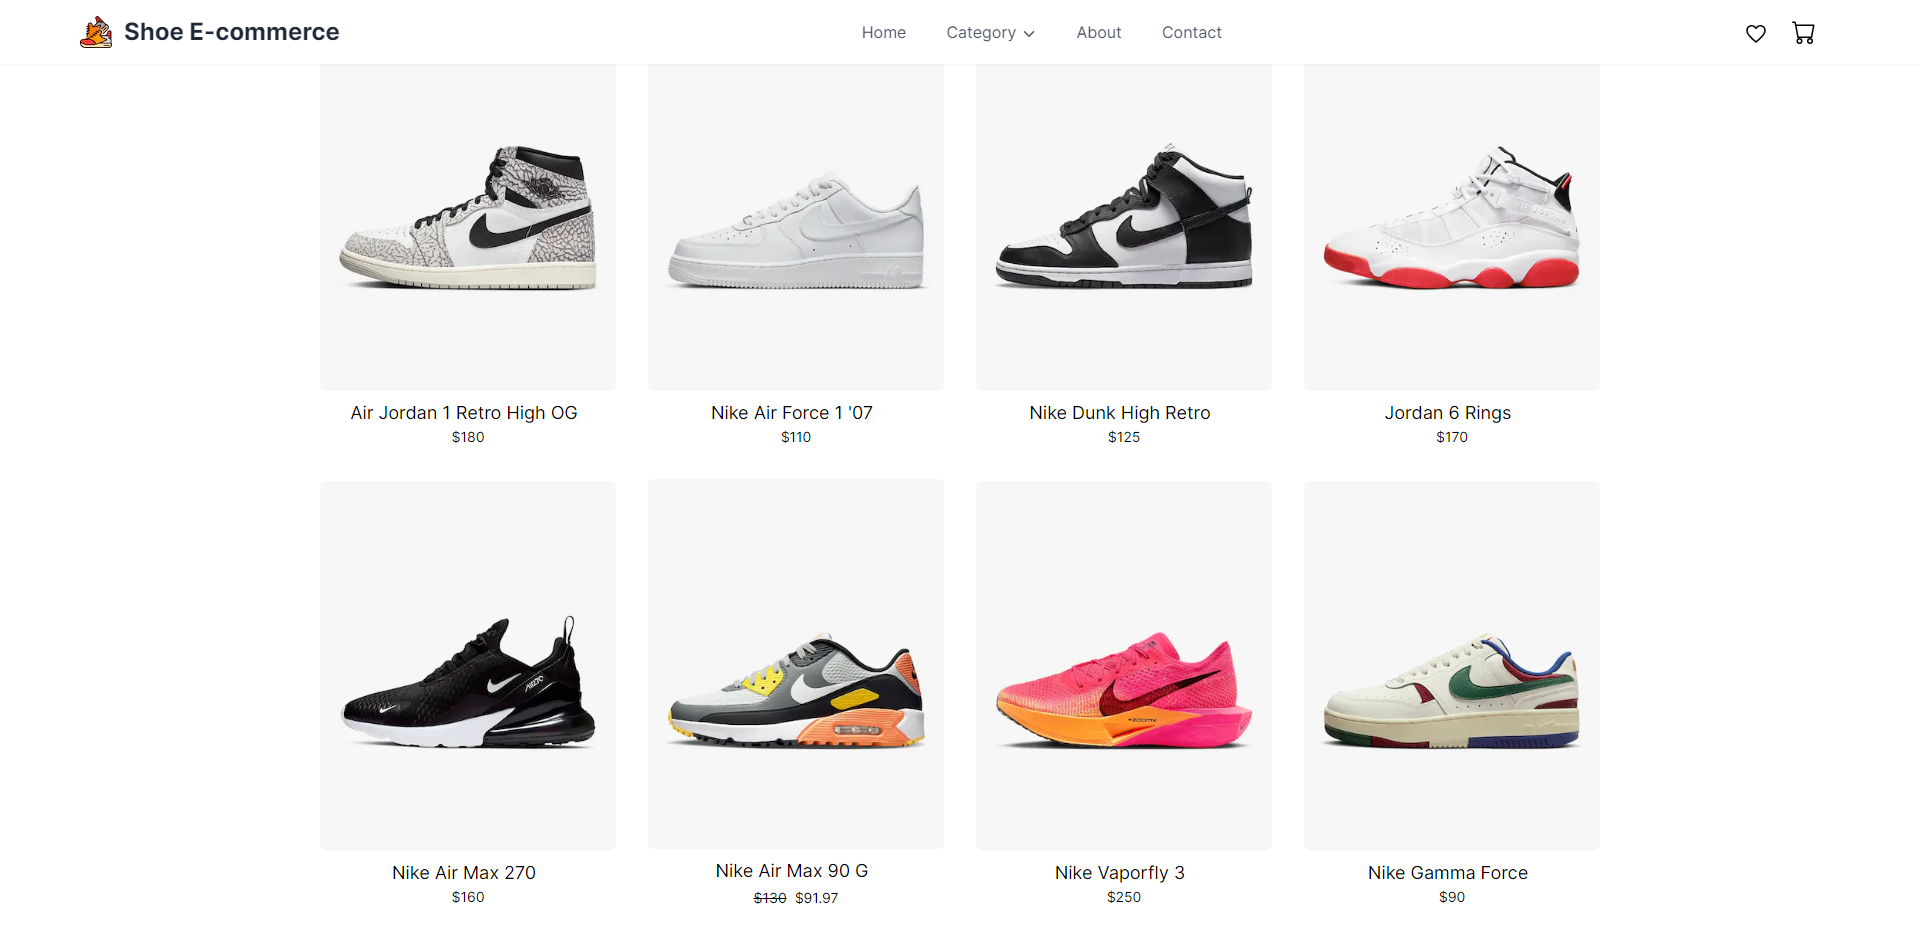 Shoe E-commerce
Home
Category
About
Contact
Air Jordan 1 Retro High OG
$180
Nike Air Force 1 '07
$110
Nike Dunk High Retro
$125
Jordan 6 Rings
$170
Nike Air Max 270
$160
Nike Air Max 90 G
$130 $91.97
Nike Vaporfly 3
$250
Nike Gamma Force
$90